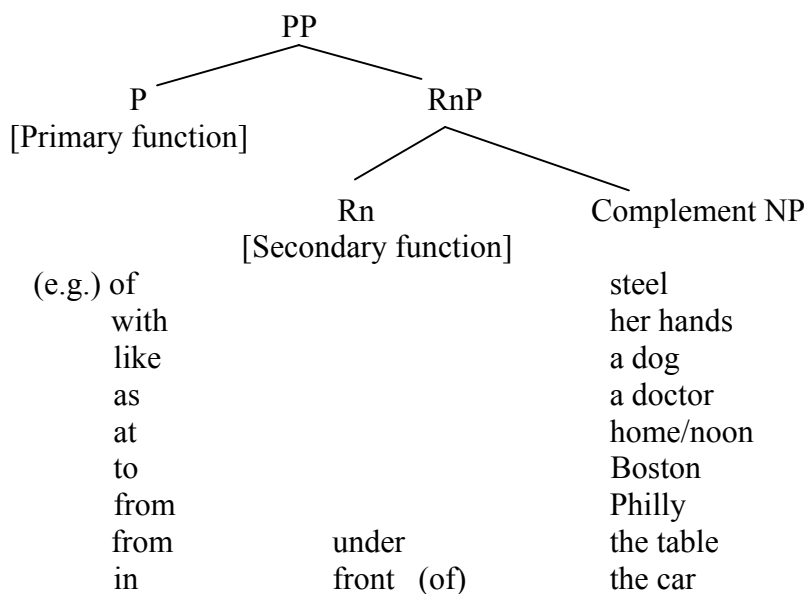 PP
P RnP
[Primary function]
Rn Complement NP
[Secondary function]
(e.g.) of steel
with her hands
like a dog
as a doctor
at home/noon
to Boston
from Philly
from under the table
in front (of) the car